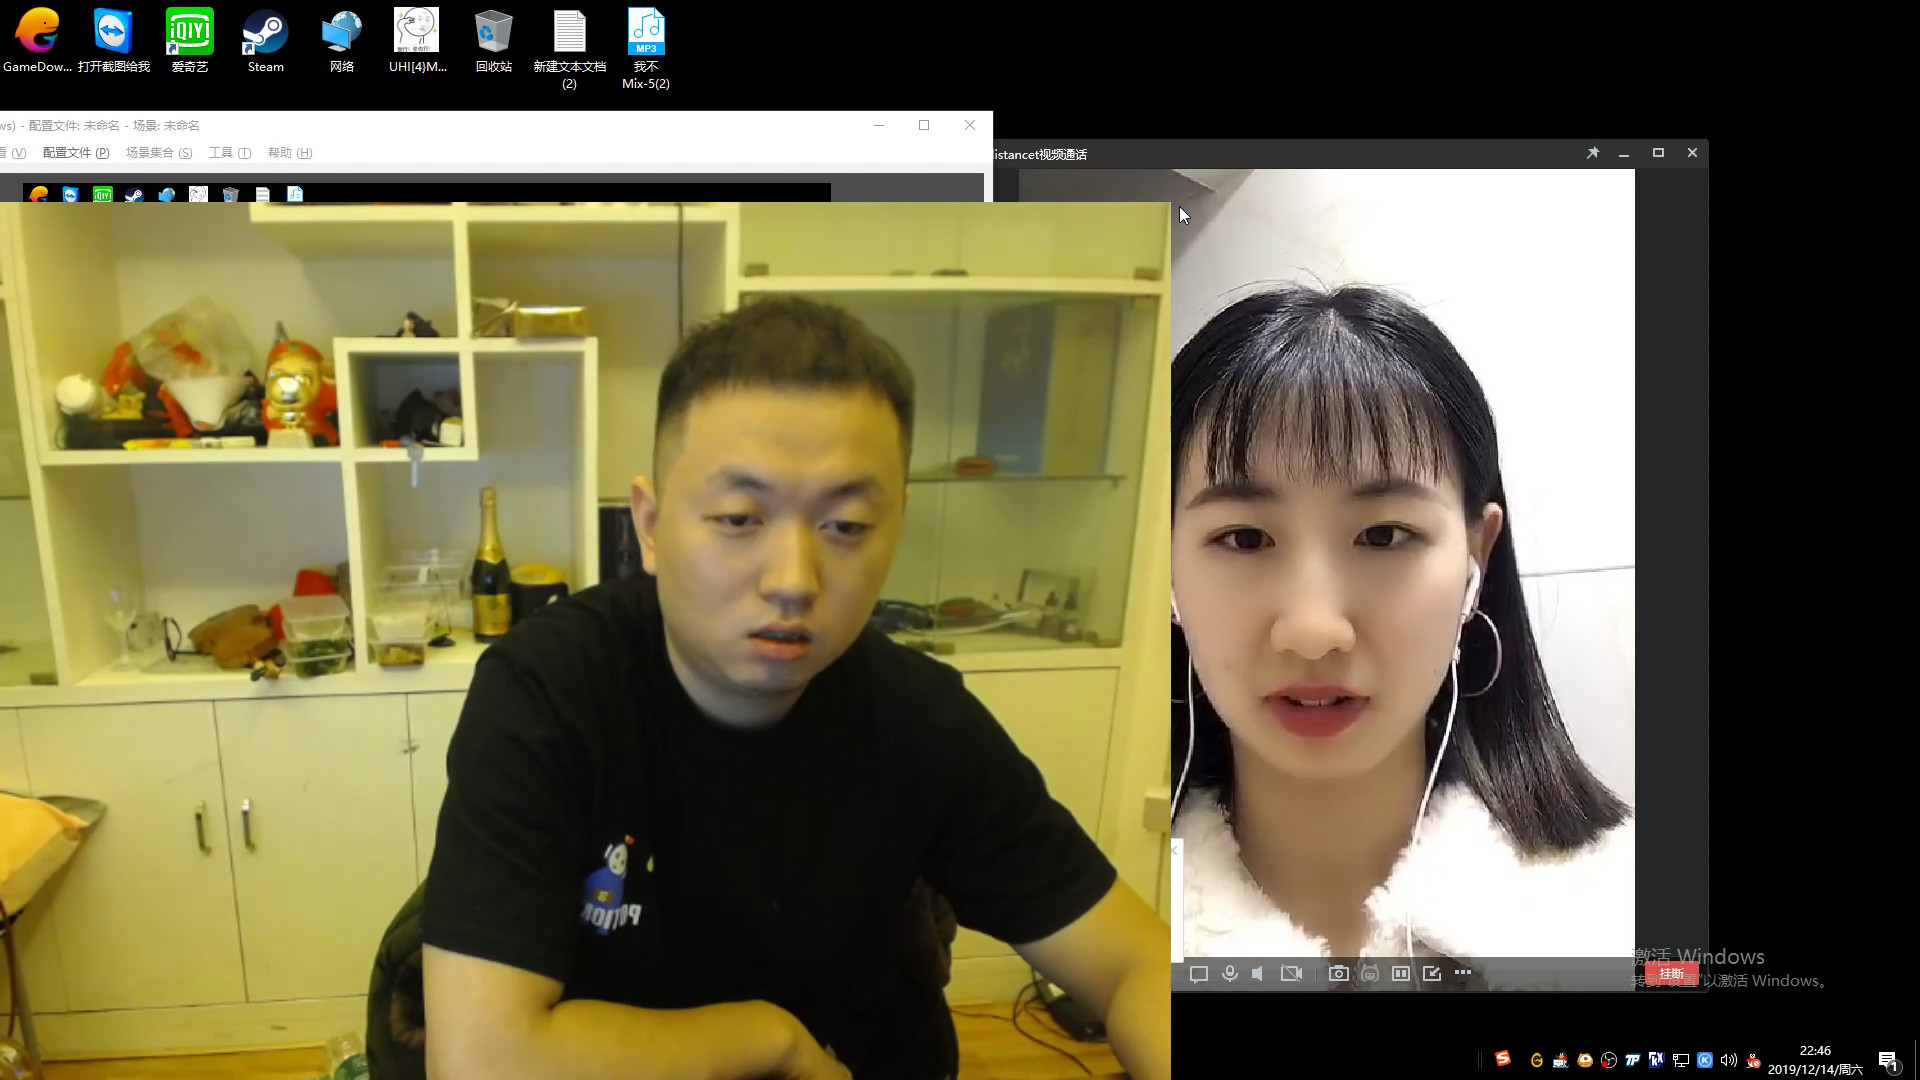 GameDow...
打开截图给我
爱奇艺
Steam
网络
UHI[4}M...
回收站
新建文本文档
(2)
我不
Mix-5(2)
iQIYI
MP3
ws) - 配置文件: 未命名 - 场景: 未命名
看 (V)
配置文件 (P)
场景集合 (S)
工具 (T)
帮助 (H)
istancet视频通话
POTION
激活 Windows
转到"设置"以激活 Windows。
挂断
22:46
2019/12/14/周六
1